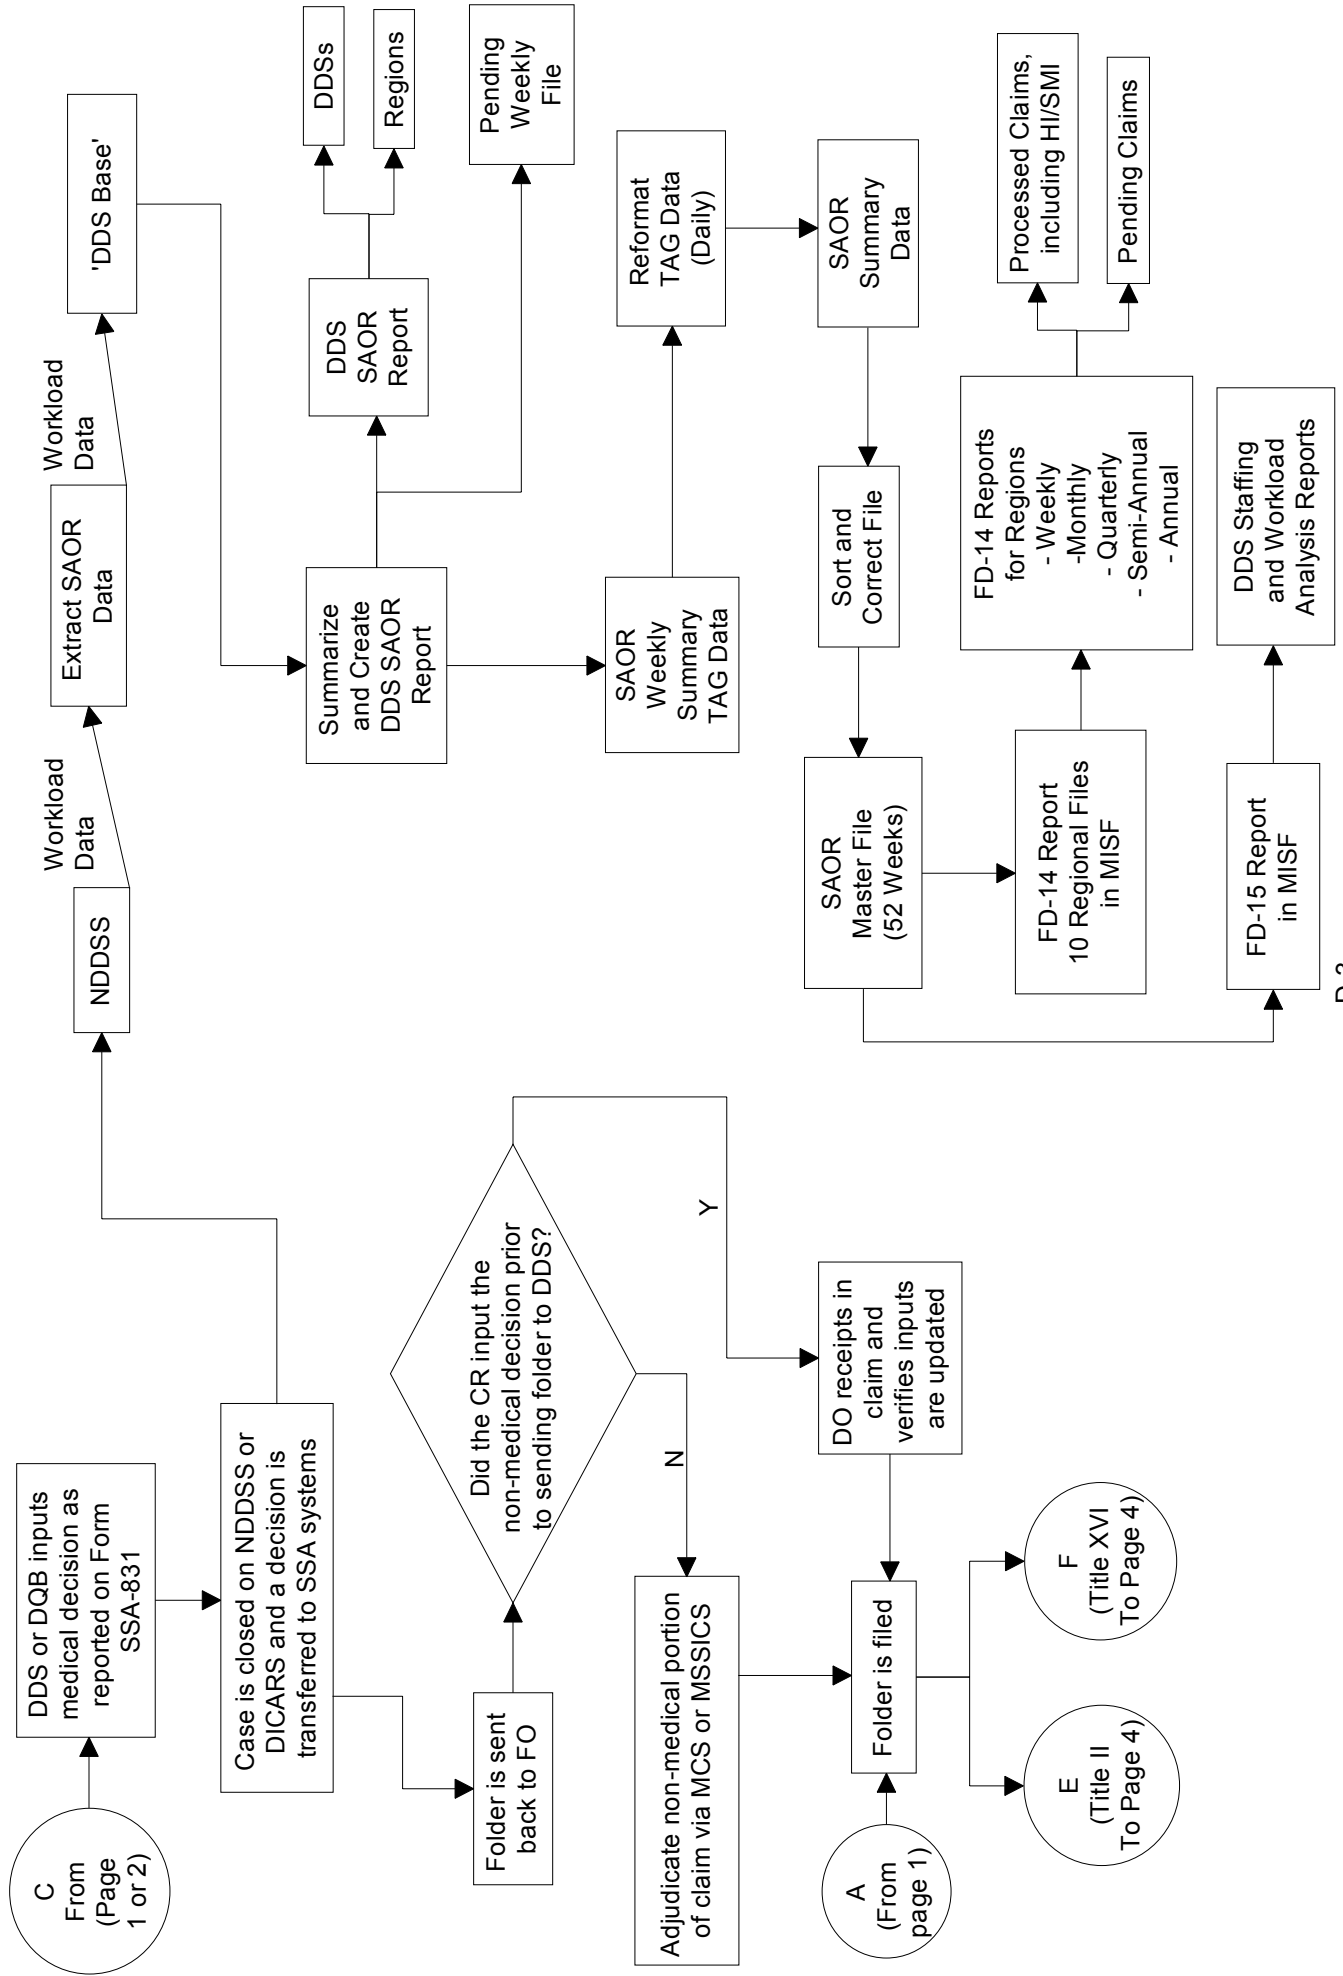 C
From
(Page
1 or 2)
DDS or DQB inputs
medical decision as
reported on Form
SSA-831
Case is closed on NDDSS or
DICARS and a decision is
transferred to SSA systems
NDDSS
Workload
Data
Extract SAOR
Data
Workload
Data
'DDS Base'
Folder is sent
back to FO
Did the CR input the
non-medical decision prior
to sending folder to DDS?
N
Y
Adjudicate non-medical portion
of claim via MCS or MSSICS
DO receipts in
claim and
verifies inputs
are updated
A
(From
page 1)
Folder is filed
E
(Title II
To Page 4)
F
(Title XVI
To Page 4)
Summarize
and Create
DDS SAOR
Report
DDS
SAOR
Report
DDSs
Regions
Pending
Weekly
File
SAOR
Weekly
Summary
TAG Data
Reformat
TAG Data
(Daily)
SAOR
Summary
Data
Sort and
Correct File
SAOR
Master File
(52 Weeks)
FD-14 Report
10 Regional Files
in MISF
FD-14 Reports
for Regions
- Weekly
-Monthly
- Quarterly
- Semi-Annual
- Annual
Processed Claims,
including HI/SMI
Pending Claims
FD-15 Report
in MISF
DDS Staffing
and Workload
Analysis Reports